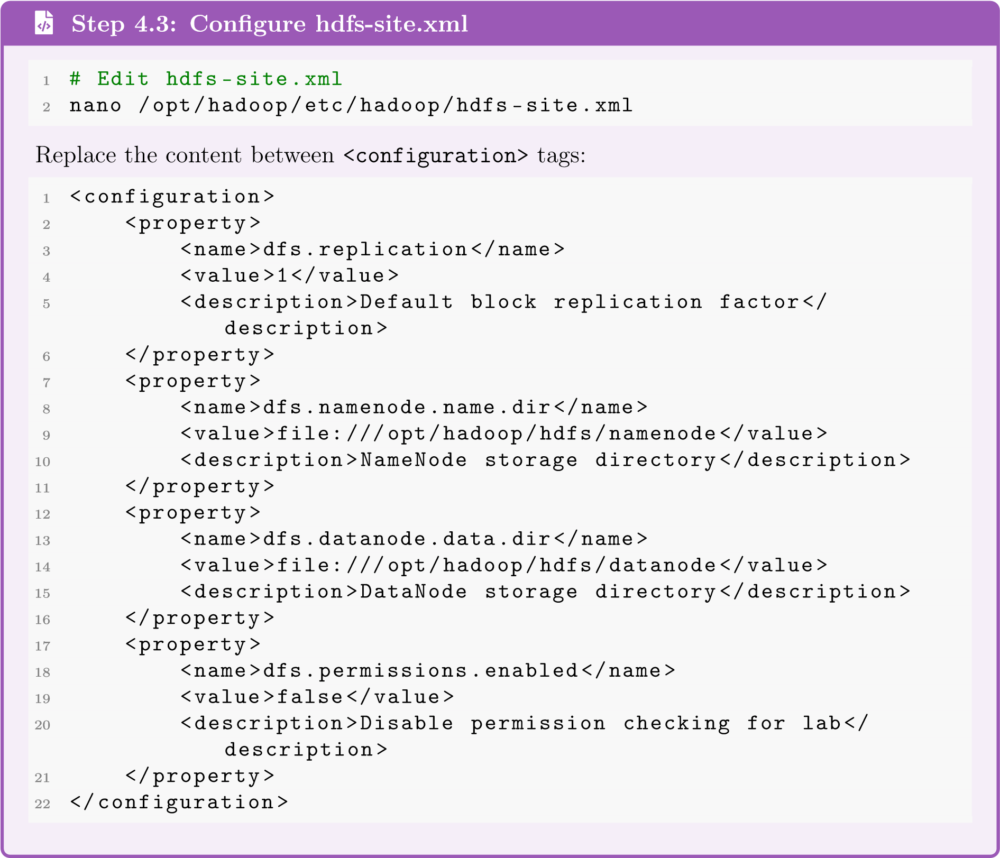 Step 4.3: Configure hdfs-site.xml
1 # Edit hdfs-site.xml
2 nano /opt/hadoop/etc/hadoop/hdfs-site.xml
Replace the content between <configuration> tags:
1 <configuration>
2     <property>
3         <name>dfs.replication</name>
4         <value>1</value>
5         <description>Default block replication factor</
description>
6     </property>
7     <property>
8         <name>dfs.namenode.name.dir</name>
9         <value>file:///opt/hadoop/hdfs/namenode</value>
10         <description>NameNode storage directory</description>
11     </property>
12     <property>
13         <name>dfs.datanode.data.dir</name>
14         <value>file:///opt/hadoop/hdfs/datanode</value>
15         <description>DataNode storage directory</description>
16     </property>
17     <property>
18         <name>dfs.permissions.enabled</name>
19         <value>false</value>
20         <description>Disable permission checking for lab</
description>
21     </property>
22 </configuration>